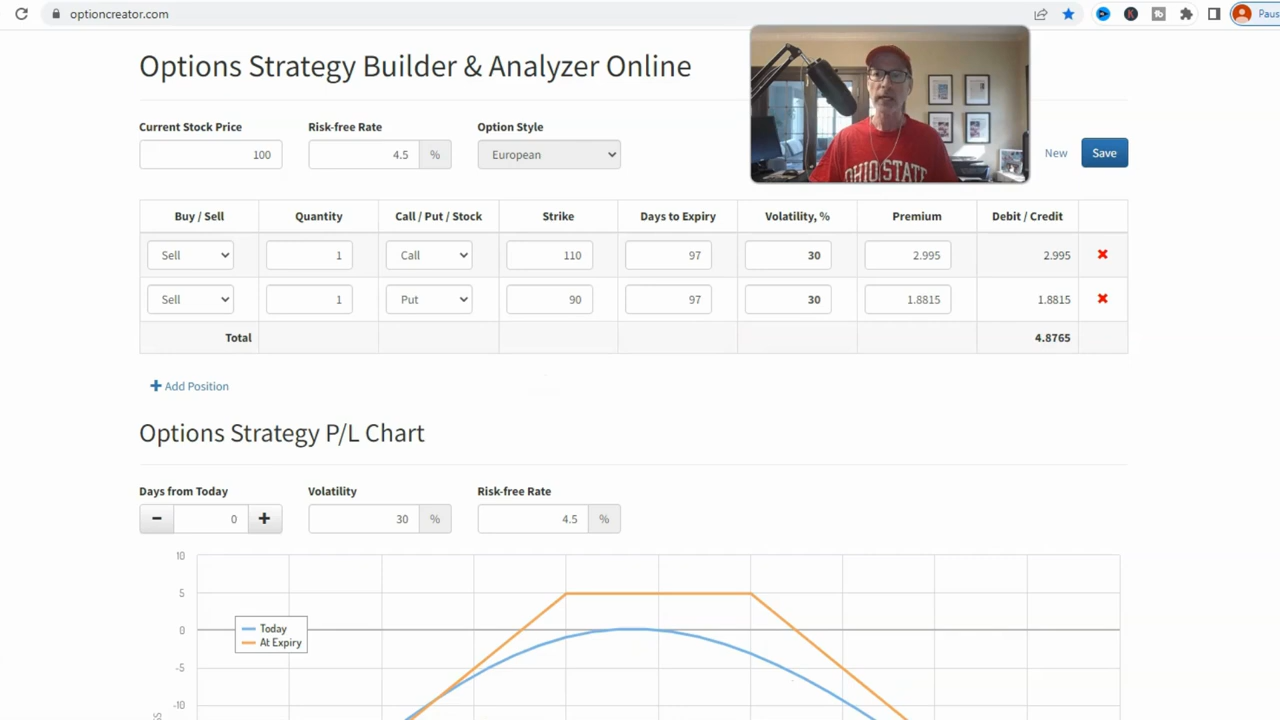 optioncreator.com
Paus
Options Strategy Builder & Analyzer Online
OHIO STATE
Current Stock Price Risk-free Rate Option Style
100 4.5 % European New Save
Buy / Sell Quantity Call / Put / Stock Strike Days to Expiry Volatility, % Premium Debit / Credit
Sell 1 Call 110 97 30 2.995 2.995
Sell 1 Put 90 97 30 1.8815 1.8815
Total 4.8765
Add Position
Options Strategy P/L Chart
Days from Today Volatility Risk-free Rate
0 30 % 4.5 %
10
5
0
-5
-10
Today
At Expiry